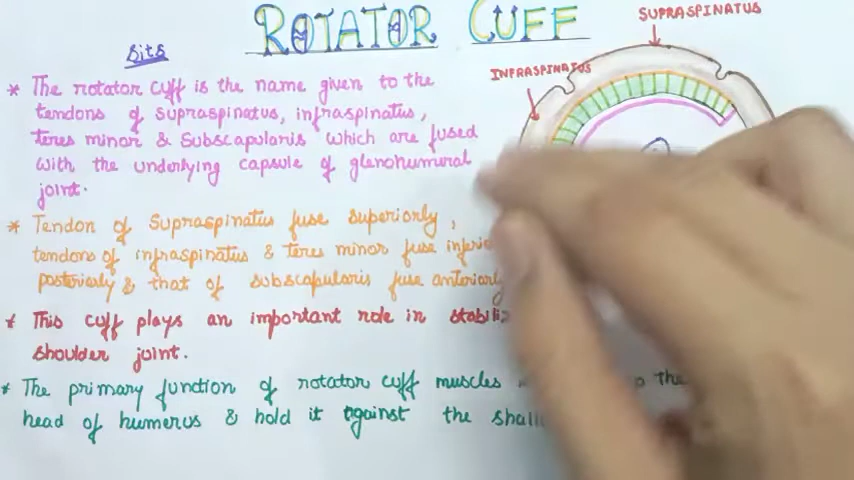 ROTATOR CUFF
SUPRASPINATUS
SITS
INFRASPINATUS
* The rotator cuff is the name given to the
tendons of supraspinatus, infraspinatus,
teres minor & subscapularis which are fused
with the underlying capsule of glenohumeral
joint.
* Tendon of supraspinatus fuse superiorly,
tendons of infraspinatus & teres minor fuse
posteriorly & that of subscapularis fuse anteriorly
* This cuff plays an important role in
shoulder joint.
* The primary function of rotator cuff muscles the
head of humerus & hold it against the